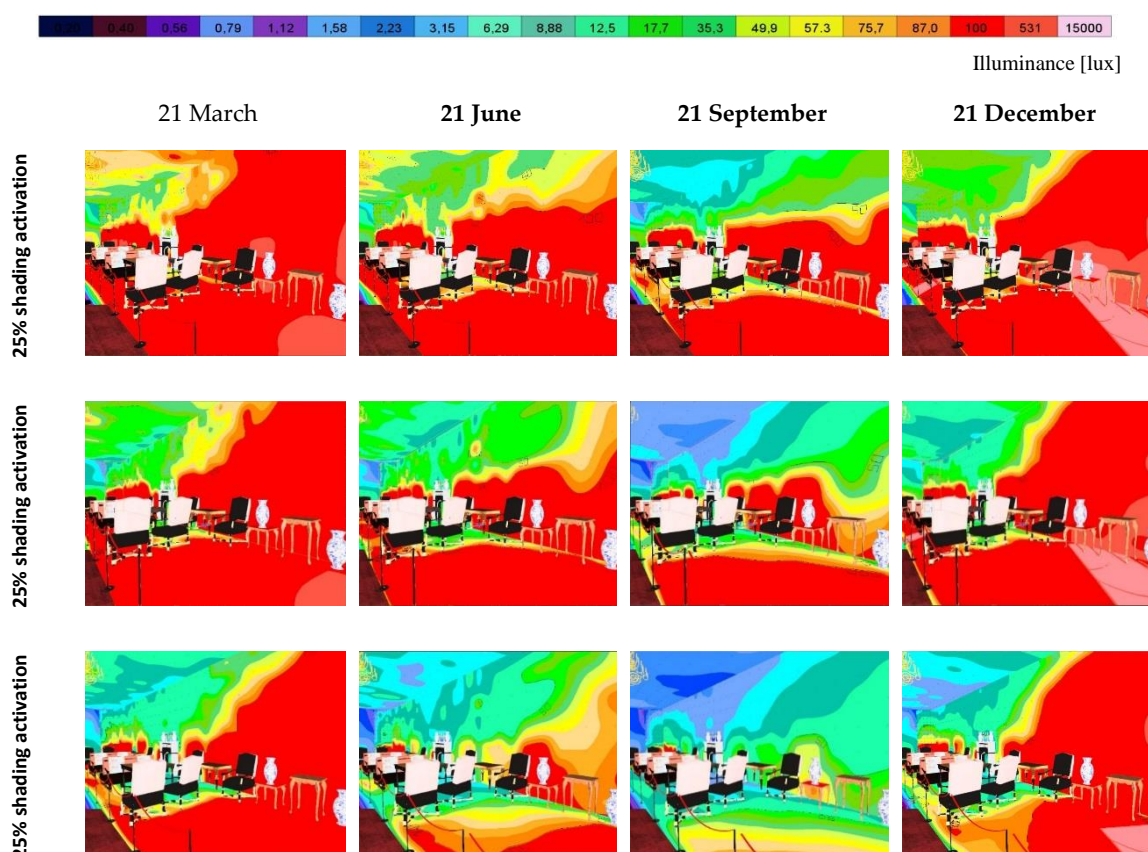 0,30 0,40 0,56 0,79 1,12 1,58 2,23 3,15 6,29 8,88 12,5 17,7 35,3 49,9 57.3 75,7 87,0 100 531 15000
Illuminance [lux]
21 March 21 June 21 September 21 December
25% shading activation
25% shading activation
25% shading activation